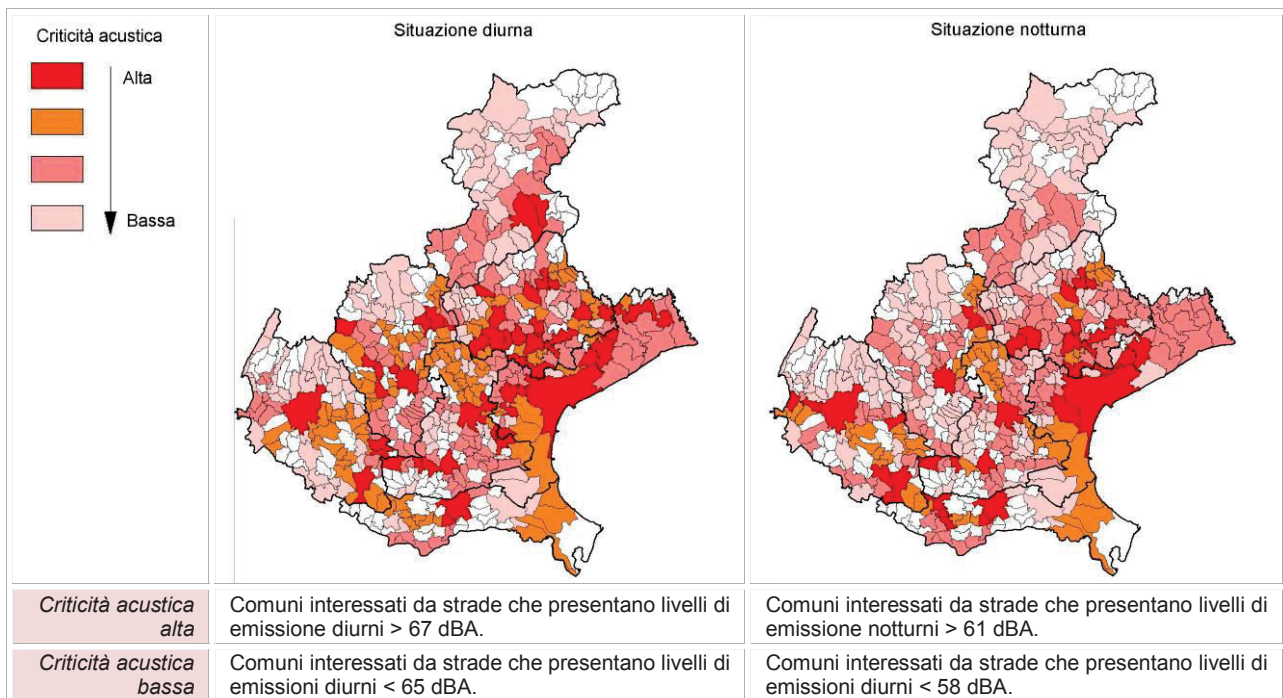 Criticità acustica
Alta
Bassa
Situazione diurna
Situazione notturna
Criticità acustica
alta
Comuni interessati da strade che presentano livelli di
emissione diurni > 67 dBA.
Comuni interessati da strade che presentano livelli di
emissione notturni > 61 dBA.
Criticità acustica
bassa
Comuni interessati da strade che presentano livelli di
emissioni diurni < 65 dBA.
Comuni interessati da strade che presentano livelli di
emissioni diurni < 58 dBA.